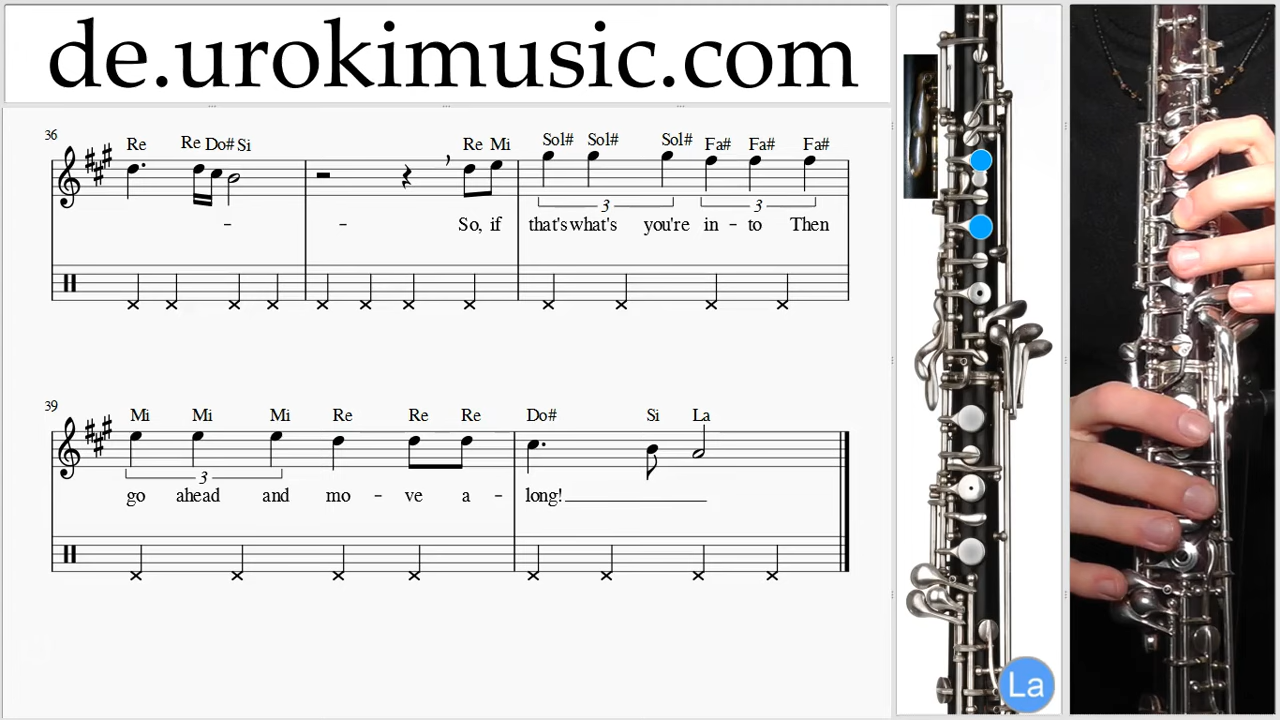 de.urokimusic.com
36
Re Re Do# Si Re Mi Sol# Sol# Sol# Fa# Fa# Fa#
3 3
- - So, if that's what's you're in - to Then
39
Mi Mi Mi Re Re Re Do# Si La
3
go ahead and mo - ve a - long!
La